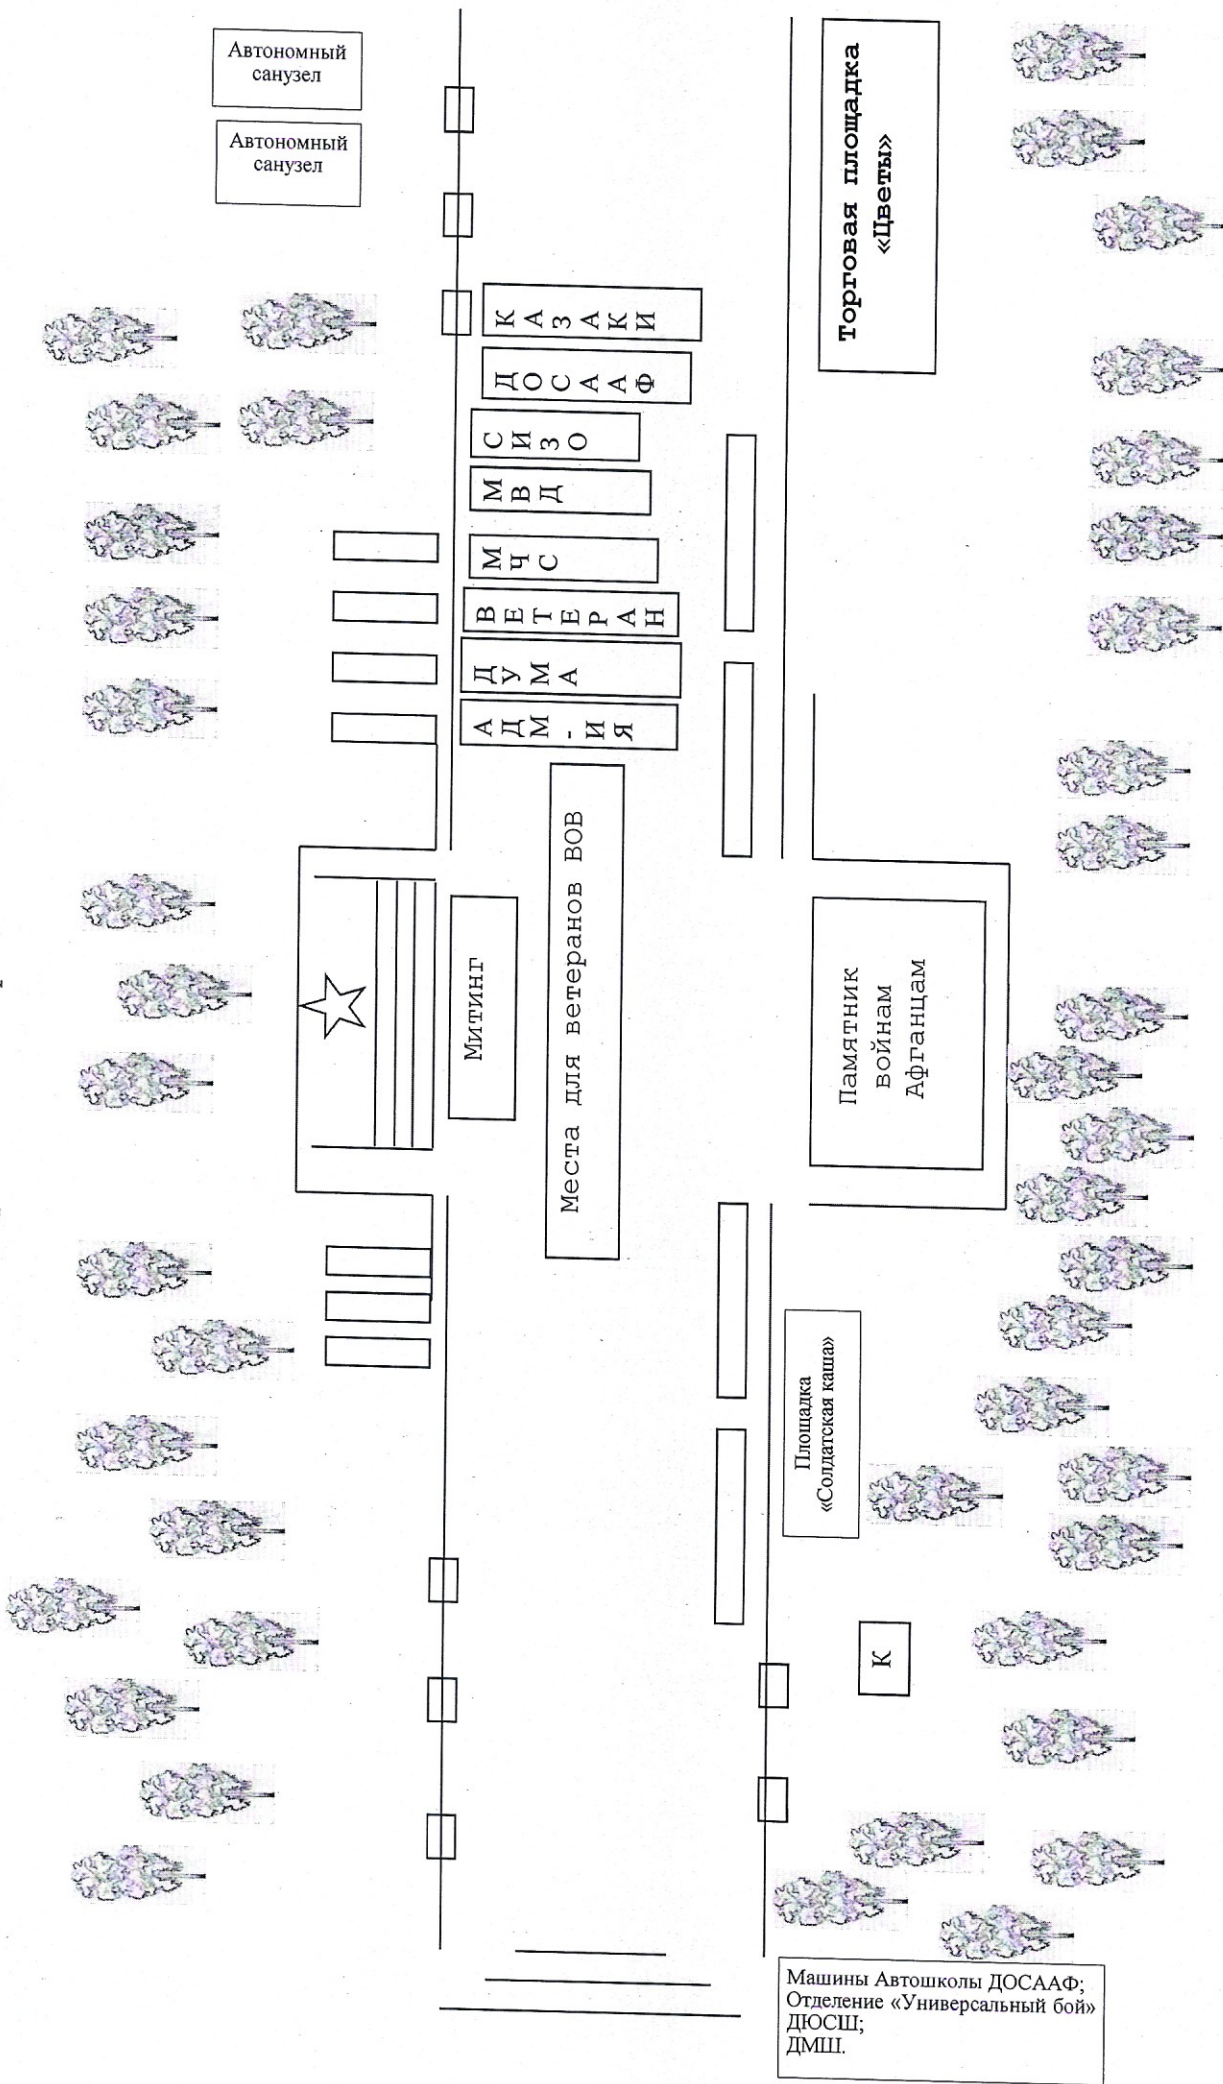 Автономный
санузел
Автономный
санузел
Торговая площадка
«Цветы»
КАЗАКИ
ДОСААФ
СИЗО
МВД
МЧС
ВЕТЕРАН
ДУМА
АДМ-ИЯ
Места для ветеранов ВОВ
Митинг
Памятник
войнам
Афганцам
Площадка
«Солдатская каша»
К
Машины Автошколы ДОСААФ;
Отделение «Универсальный бой»
ДЮСШ;
ДМШ.